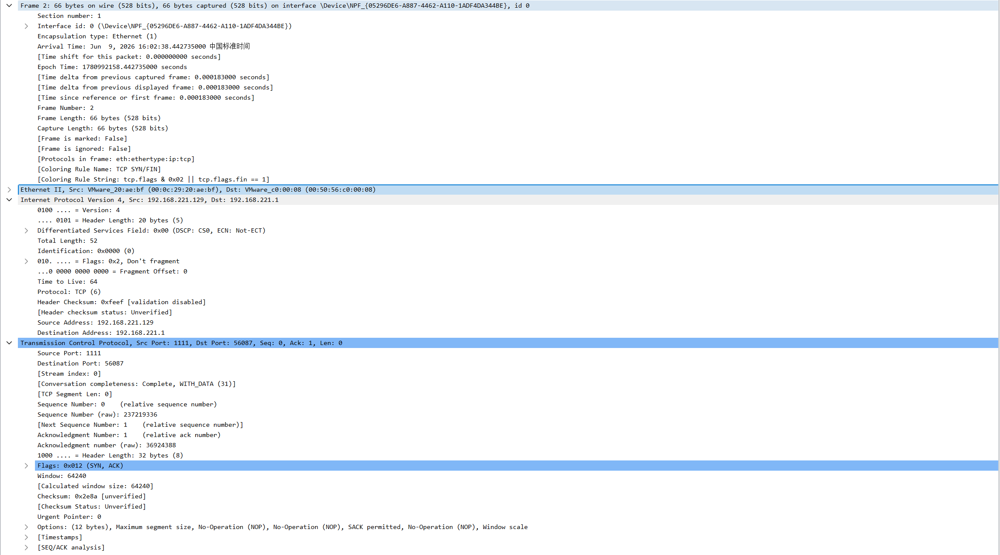 Frame 2: 66 bytes on wire (528 bits), 66 bytes captured (528 bits) on interface \Device\NPF_{05296DE6-A887-4462-A110-1ADF4DA344BE}, id 0
Section number: 1
Interface id: 0 (\Device\NPF_{05296DE6-A887-4462-A110-1ADF4DA344BE})
Encapsulation type: Ethernet (1)
Arrival Time: Jun  9, 2026 16:02:38.442735000 中国标准时间
[Time shift for this packet: 0.000000000 seconds]
Epoch Time: 1780992158.442735000 seconds
[Time delta from previous captured frame: 0.000183000 seconds]
[Time delta from previous displayed frame: 0.000183000 seconds]
[Time since reference or first frame: 0.000183000 seconds]
Frame Number: 2
Frame Length: 66 bytes (528 bits)
Capture Length: 66 bytes (528 bits)
[Frame is marked: False]
[Frame is ignored: False]
[Protocols in frame: eth:ethertype:ip:tcp]
[Coloring Rule Name: TCP SYN/FIN]
[Coloring Rule String: tcp.flags & 0x02 || tcp.flags.fin == 1]
Ethernet II, Src: VMware_20:ae:bf (00:0c:29:20:ae:bf), Dst: VMware_c0:00:08 (00:50:56:c0:00:08)
Internet Protocol Version 4, Src: 192.168.221.129, Dst: 192.168.221.1
0100 .... = Version: 4
.... 0101 = Header Length: 20 bytes (5)
Differentiated Services Field: 0x00 (DSCP: CS0, ECN: Not-ECT)
Total Length: 52
Identification: 0x0000 (0)
010. .... = Flags: 0x2, Don't fragment
...0 0000 0000 0000 = Fragment Offset: 0
Time to Live: 64
Protocol: TCP (6)
Header Checksum: 0xfeef [validation disabled]
[Header checksum status: Unverified]
Source Address: 192.168.221.129
Destination Address: 192.168.221.1
Transmission Control Protocol, Src Port: 1111, Dst Port: 56087, Seq: 0, Ack: 1, Len: 0
Source Port: 1111
Destination Port: 56087
[Stream index: 0]
[Conversation completeness: Complete, WITH_DATA (31)]
[TCP Segment Len: 0]
Sequence Number: 0    (relative sequence number)
Sequence Number (raw): 237219336
[Next Sequence Number: 1    (relative sequence number)]
Acknowledgment Number: 1    (relative ack number)
Acknowledgment number (raw): 36924388
1000 .... = Header Length: 32 bytes (8)
Flags: 0x012 (SYN, ACK)
Window: 64240
[Calculated window size: 64240]
Checksum: 0x2e8a [unverified]
[Checksum Status: Unverified]
Urgent Pointer: 0
Options: (12 bytes), Maximum segment size, No-Operation (NOP), No-Operation (NOP), SACK permitted, No-Operation (NOP), Window scale
[Timestamps]
[SEQ/ACK analysis]